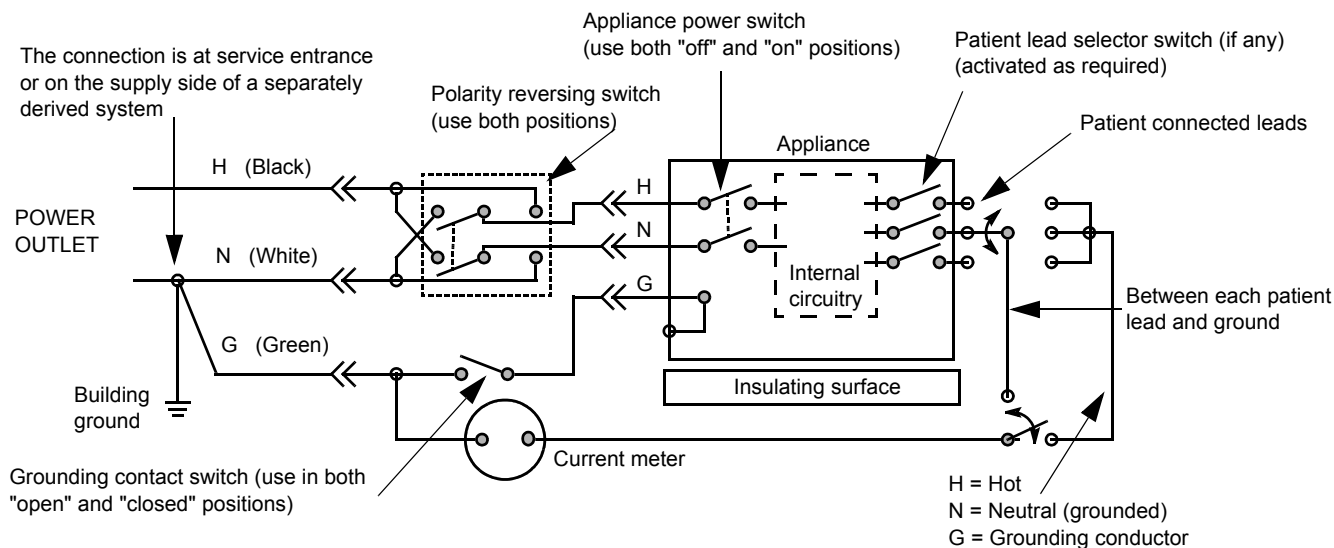 Appliance power switch
(use both "off" and "on" positions)
The connection is at service entrance
or on the supply side of a separately
derived system
Patient lead selector switch (if any)
(activated as required)
Polarity reversing switch
(use both positions)
Patient connected leads
Appliance
H (Black)
H
POWER
OUTLET
N (White)
N
Internal
circuitry
G
Between each patient
lead and ground
G (Green)
Insulating surface
Building
ground
Current meter
Grounding contact switch (use in both
"open" and "closed" positions)
H = Hot
N = Neutral (grounded)
G = Grounding conductor